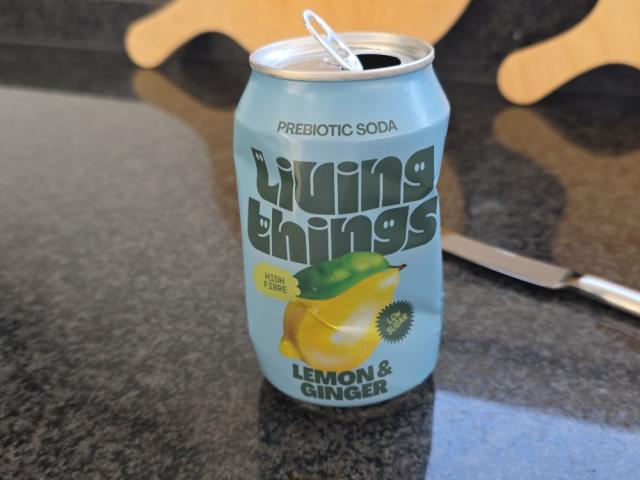 PREBIOTIC SODA
Living
things
HIGH
FIBRE
LOW
SUGAR
LEMON &
GINGER